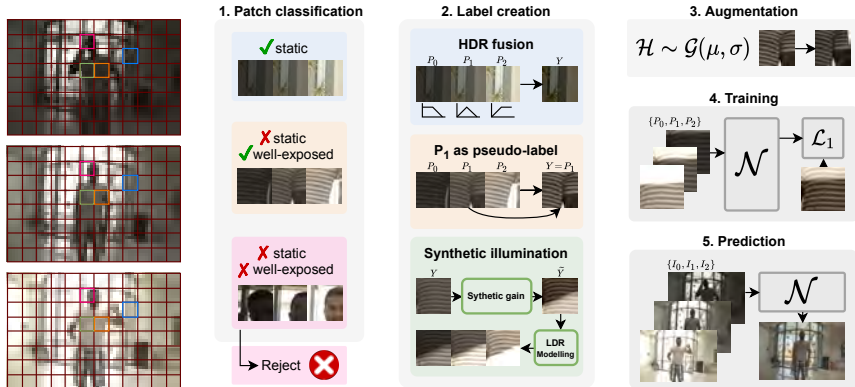 1. Patch classification
static
static
well-exposed
static
well-exposed
Reject
2. Label creation
HDR fusion
P₀ P₁ P₂ Y
P₁ as pseudo-label
P₀ P₁ P₂ Y = P₁
Synthetic illumination
Y Ỹ
Sythetic gain
LDR
Modelling
3. Augmentation
ℋ ∼ 𝒢(μ, σ)
4. Training
{P₀, P₁, P₂}
𝒩
ℒ₁
5. Prediction
{I₀, I₁, I₂}
𝒩